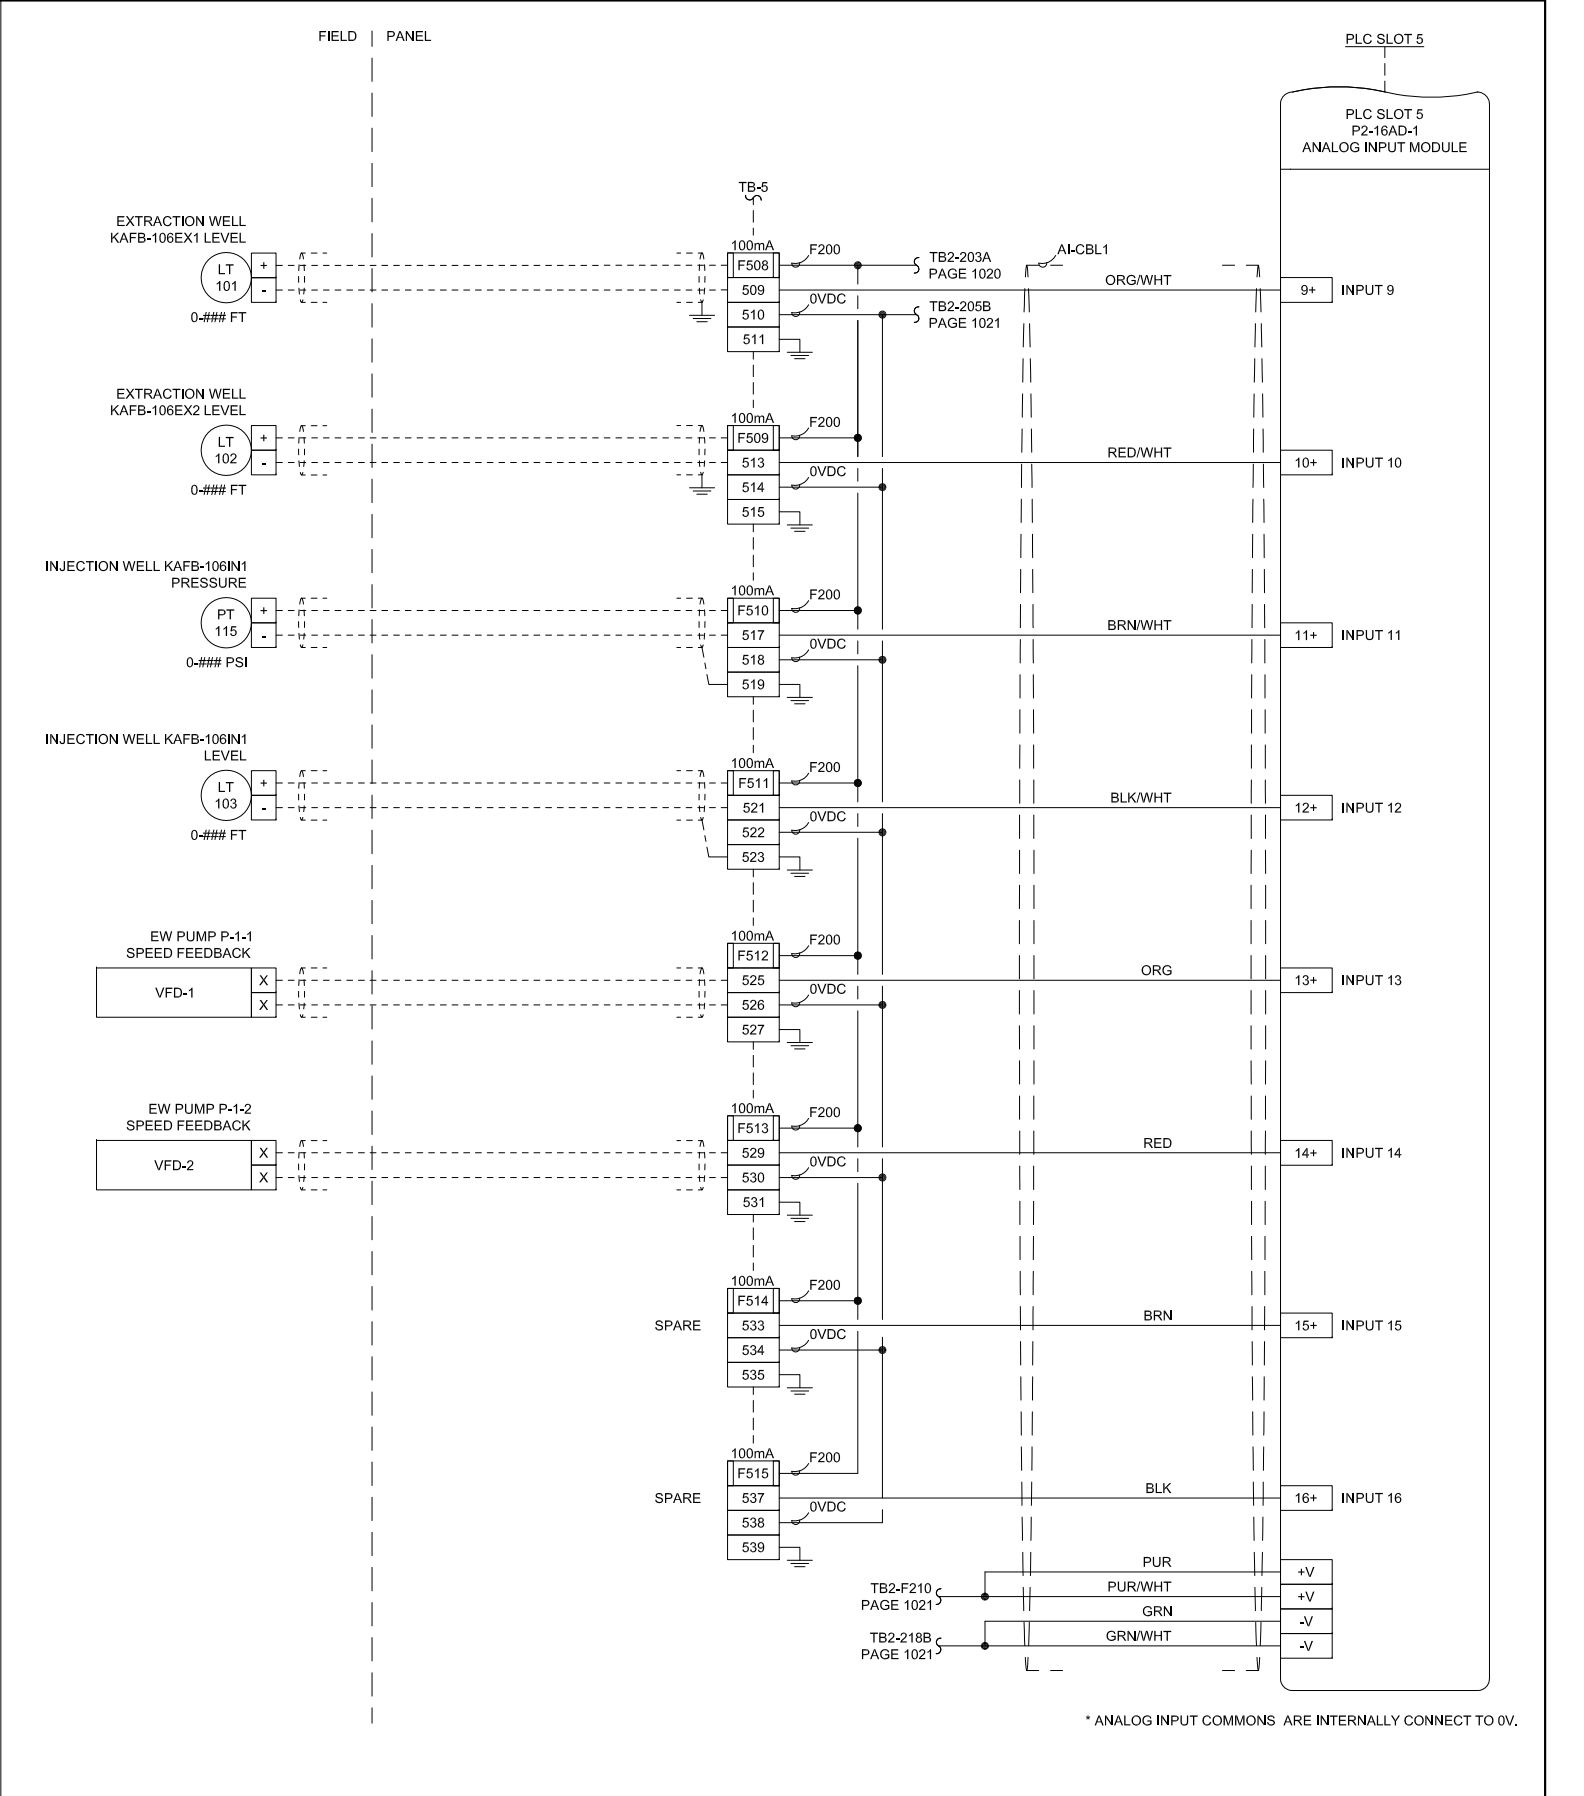 FIELD | PANEL
PLC SLOT 5
PLC SLOT 5
P2-16AD-1
ANALOG INPUT MODULE
TB-5
EXTRACTION WELL
KAFB-106EX1 LEVEL
LT
101
+
-
0-### FT
100mA
F508
509
510
511
F200
0VDC
TB2-203A
PAGE 1020
TB2-205B
PAGE 1021
AI-CBL1
ORG/WHT
9+
INPUT 9
EXTRACTION WELL
KAFB-106EX2 LEVEL
LT
102
+
-
0-### FT
100mA
F509
513
514
515
F200
0VDC
RED/WHT
10+
INPUT 10
INJECTION WELL KAFB-106IN1
PRESSURE
PT
115
+
-
0-### PSI
100mA
F510
517
518
519
F200
0VDC
BRN/WHT
11+
INPUT 11
INJECTION WELL KAFB-106IN1
LEVEL
LT
103
+
-
0-### FT
100mA
F511
521
522
523
F200
0VDC
BLK/WHT
12+
INPUT 12
EW PUMP P-1-1
SPEED FEEDBACK
VFD-1
X
X
100mA
F512
525
526
527
F200
0VDC
ORG
13+
INPUT 13
EW PUMP P-1-2
SPEED FEEDBACK
VFD-2
X
X
100mA
F513
529
530
531
F200
0VDC
RED
14+
INPUT 14
SPARE
100mA
F514
533
534
535
F200
0VDC
BRN
15+
INPUT 15
SPARE
100mA
F515
537
538
539
F200
0VDC
BLK
16+
INPUT 16
TB2-F210
PAGE 1021
PUR
+V
PUR/WHT
+V
TB2-218B
PAGE 1021
GRN
-V
GRN/WHT
-V
* ANALOG INPUT COMMONS ARE INTERNALLY CONNECT TO 0V.